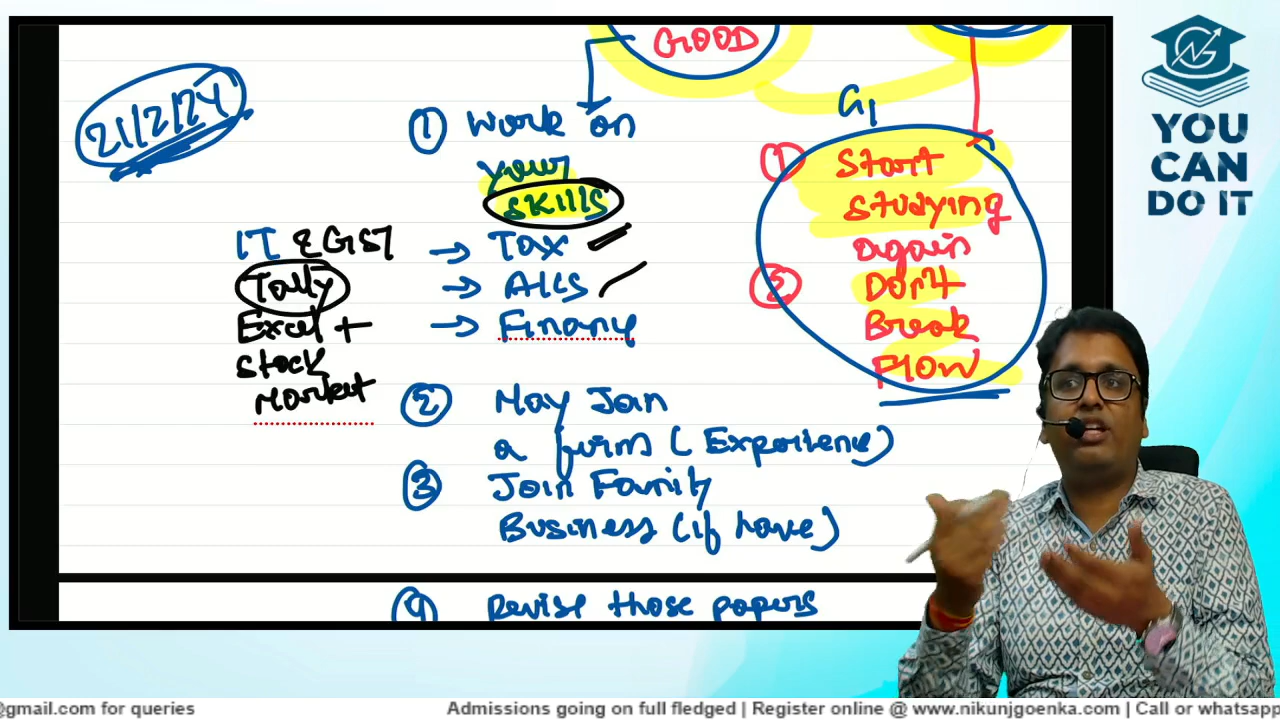 GOOD
21/2/24
G1
① Work on
your
SKILLS
IT & GST → Tax
Tally → A/cs
Excel + → Finance
Stock
Market
② May Join
a firm (Experience)
③ Join Family
Business (if have)
④ Revise those papers
① Start
Studying
again
② Don't
Break
Flow
NG
YOU
CAN
DO IT
@gmail.com for queries
Admissions going on full fledged | Register online @ www.nikunjgoenka.com | Call or whatsapp